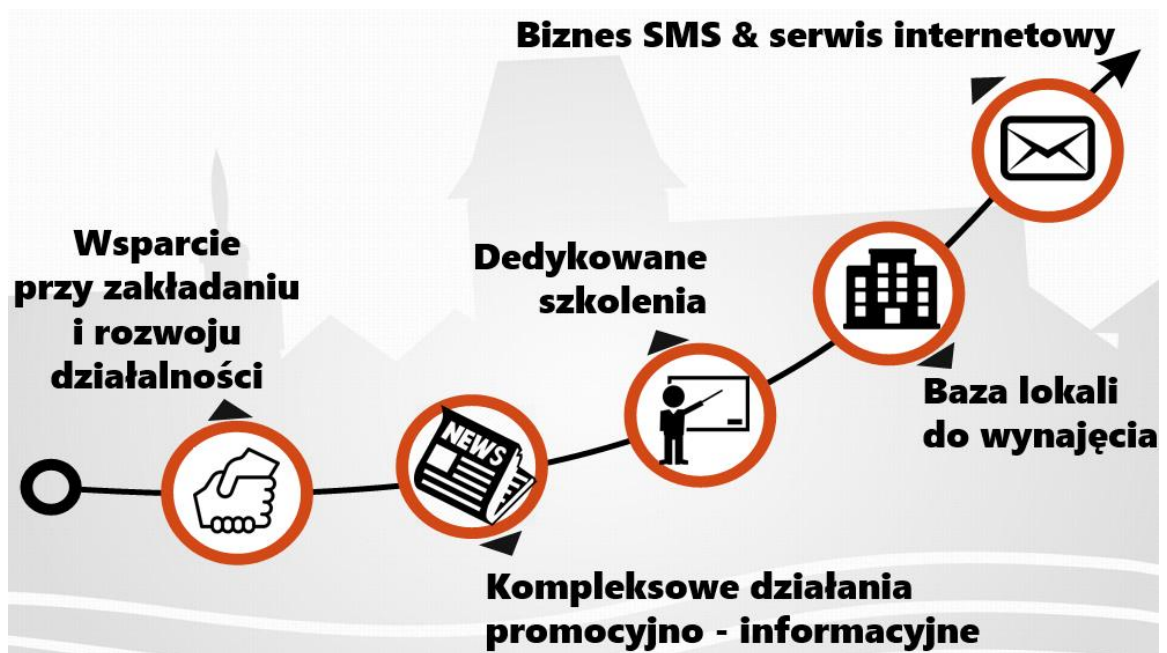 Biznes SMS & serwis internetowy
Wsparcie
przy zakładaniu
i rozwoju
działalności
Dedykowane
szkolenia
NEWS
Baza lokali
do wynajęcia
Kompleksowe działania
promocyjno - informacyjne